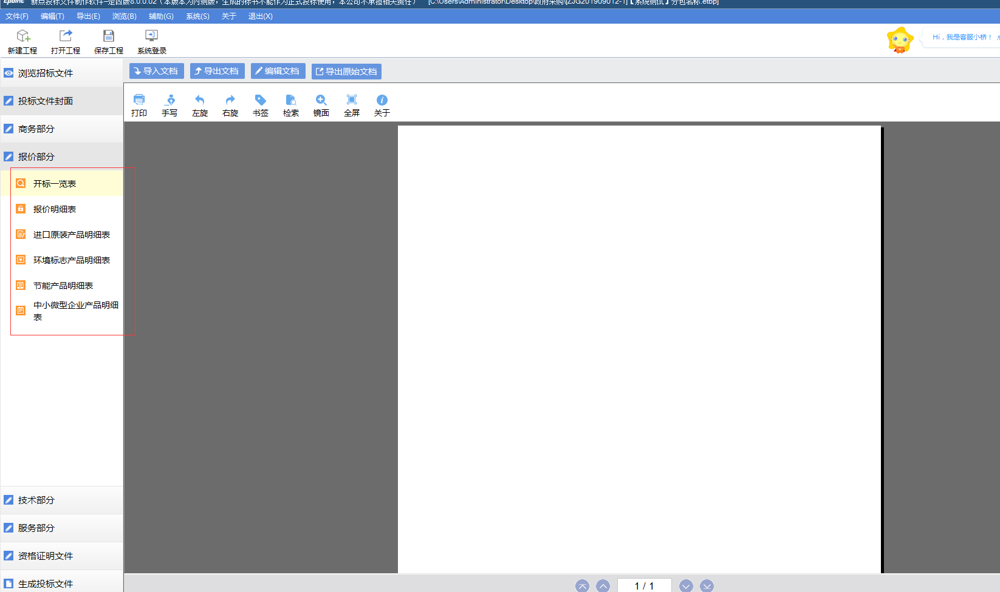 epoint 新点投标文件制作软件-定西版8.0.0.02（本版本为内测版，生成的标书不能作为正式投标使用，本公司不承担相关责任） [C:\Users\Administrator\Desktop\政府采购\[ZJG201909012-1]【系统测试】分包名称.etbp]
文件(F) 编辑(T) 导出(E) 浏览(B) 辅助(G) 系统(S) 关于 退出(X)
新建工程 打开工程 保存工程 系统登录
Hi，我是客服小桥！
导入文档 导出文档 编辑文档 导出原始文档
打印 手写 左旋 右旋 书签 检索 镜面 全屏 关于
浏览招标文件
投标文件封面
商务部分
报价部分
开标一览表
报价明细表
进口原装产品明细表
环境标志产品明细表
节能产品明细表
中小微型企业产品明细
表
技术部分
服务部分
资格证明文件
生成投标文件
1 / 1